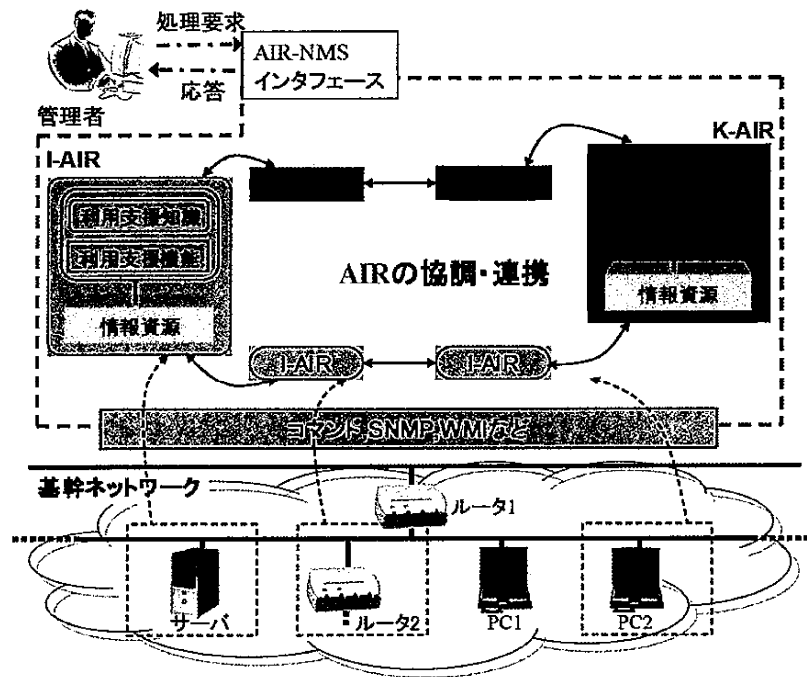 処理要求
AIR-NMS
インタフェース
応答
管理者
I-AIR
K-AIR
利用支援知識
利用支援機能
情報資源
AIRの協調・連携
情報資源
I-AIR
I-AIR
コマンド,SNMP,WMIなど
基幹ネットワーク
ルータ1
サーバ
ルータ2
PC1
PC2